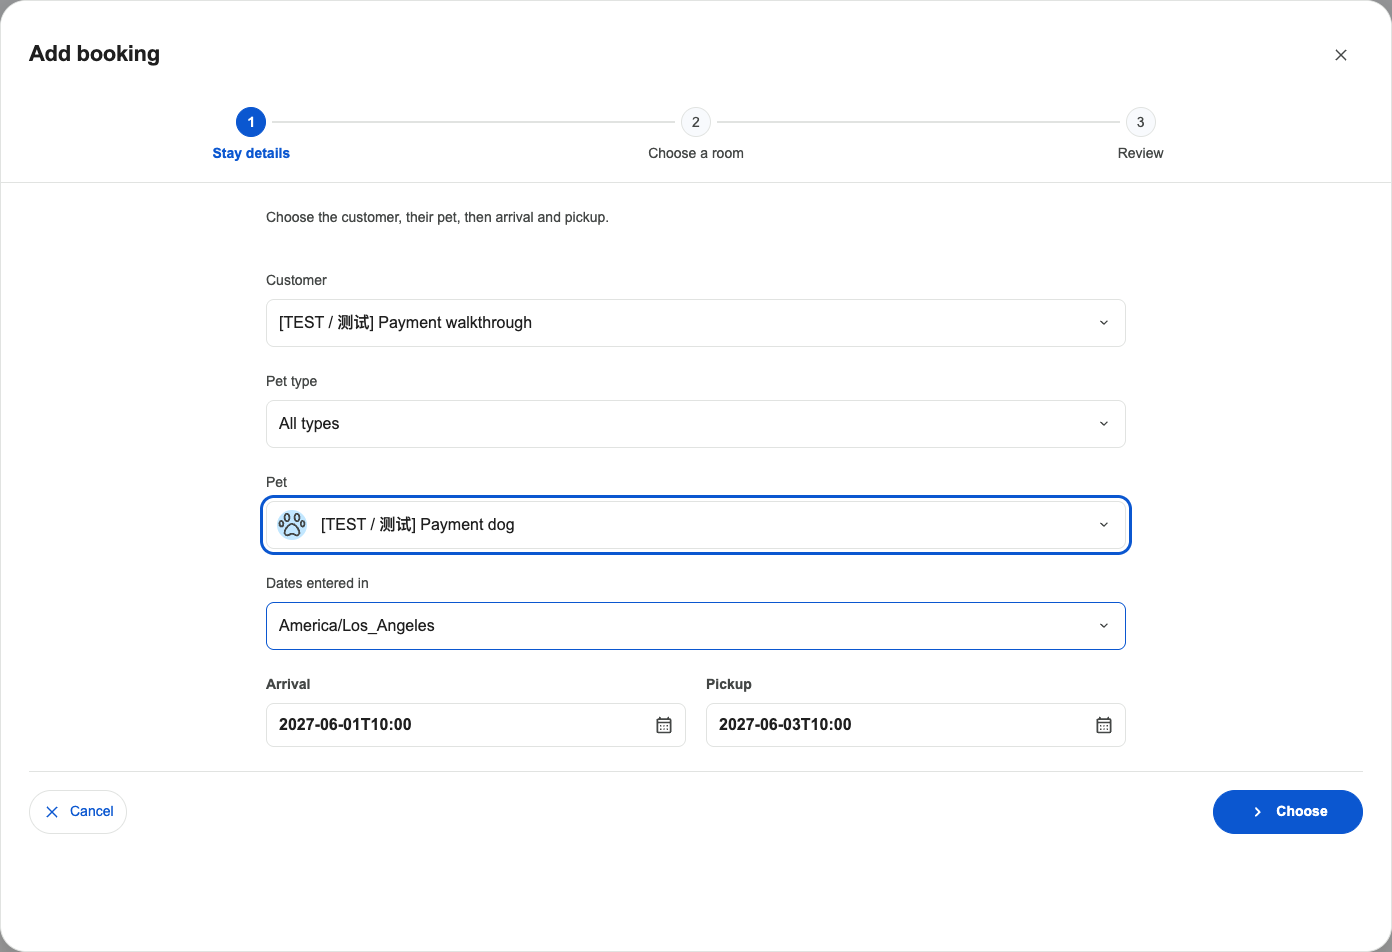 Add booking
1
2
3
Stay details
Choose a room
Review
Choose the customer, their pet, then arrival and pickup.
Customer
[TEST / 测试] Payment walkthrough
Pet type
All types
Pet
[TEST / 测试] Payment dog
Dates entered in
America/Los_Angeles
Arrival
Pickup
2027-06-01T10:00
2027-06-03T10:00
Cancel
Choose